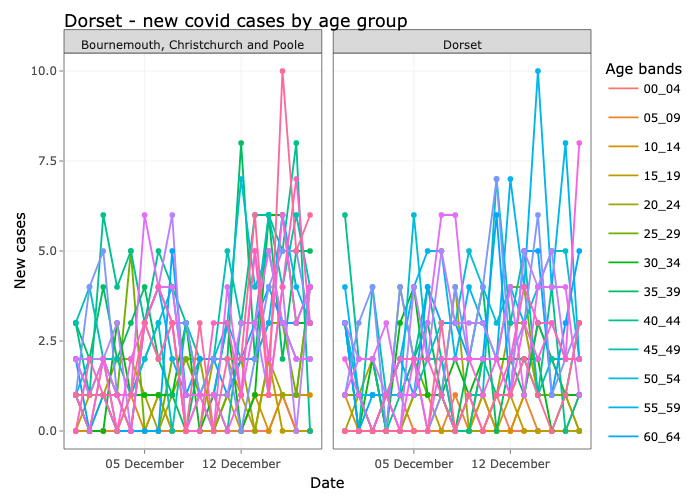 Dorset - new covid cases by age group
Bournemouth, Christchurch and Poole
Dorset
10.0
7.5
5.0
2.5
0.0
New cases
05 December
12 December
05 December
12 December
Date
Age bands
00_04
05_09
10_14
15_19
20_24
25_29
30_34
35_39
40_44
45_49
50_54
55_59
60_64